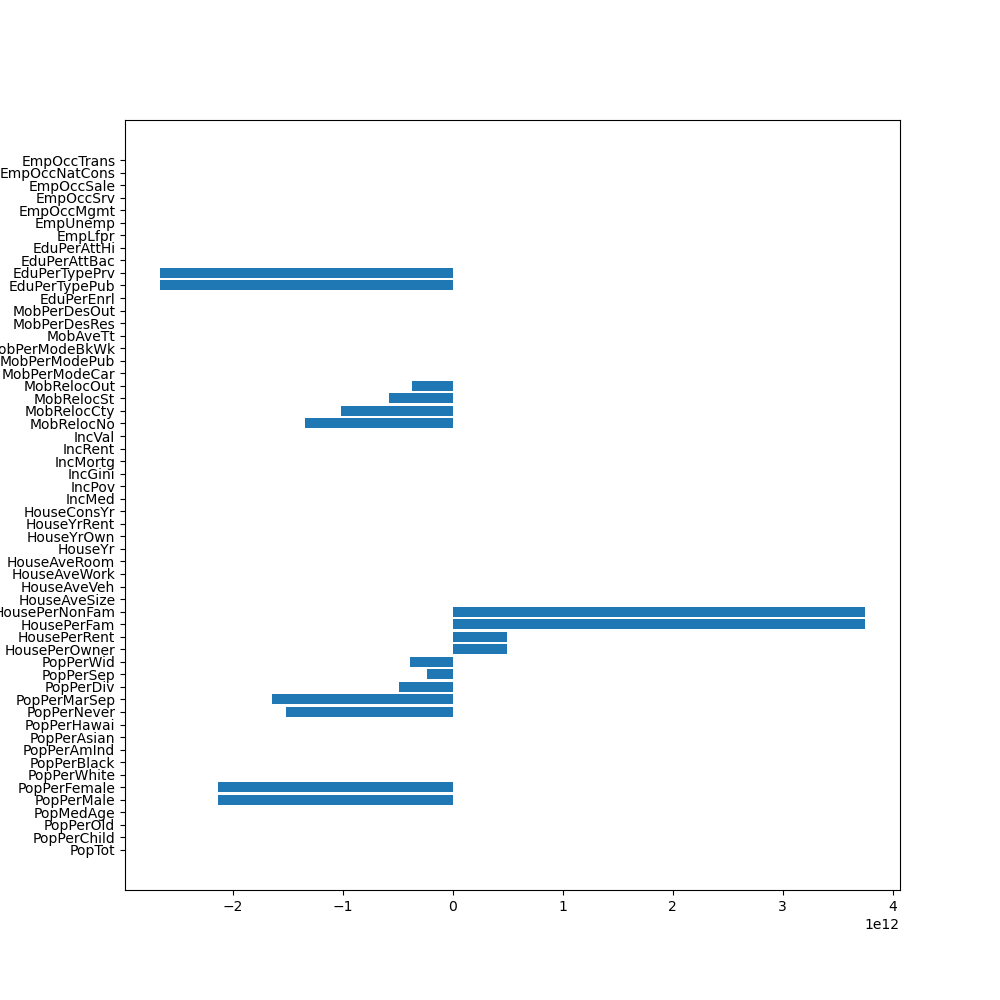 EmpOccTrans
EmpOccNatCons
EmpOccSale
EmpOccSrv
EmpOccMgmt
EmpUnemp
EmpLfpr
EduPerAttHi
EduPerAttBac
EduPerTypePrv
EduPerTypePub
EduPerEnrl
MobPerDesOut
MobPerDesRes
MobAveTt
obPerModeBkWk
MobPerModePub
MobPerModeCar
MobRelocOut
MobRelocSt
MobRelocCty
MobRelocNo
IncVal
IncRent
IncMortg
IncGini
IncPov
IncMed
HouseConsYr
HouseYrRent
HouseYrOwn
HouseYr
HouseAveRoom
HouseAveWork
HouseAveVeh
HouseAveSize
HousePerNonFam
HousePerFam
HousePerRent
HousePerOwner
PopPerWid
PopPerSep
PopPerDiv
PopPerMarSep
PopPerNever
PopPerHawai
PopPerAsian
PopPerAmInd
PopPerBlack
PopPerWhite
PopPerFemale
PopPerMale
PopMedAge
PopPerOld
PopPerChild
PopTot
−2 −1 0 1 2 3 4
1e12